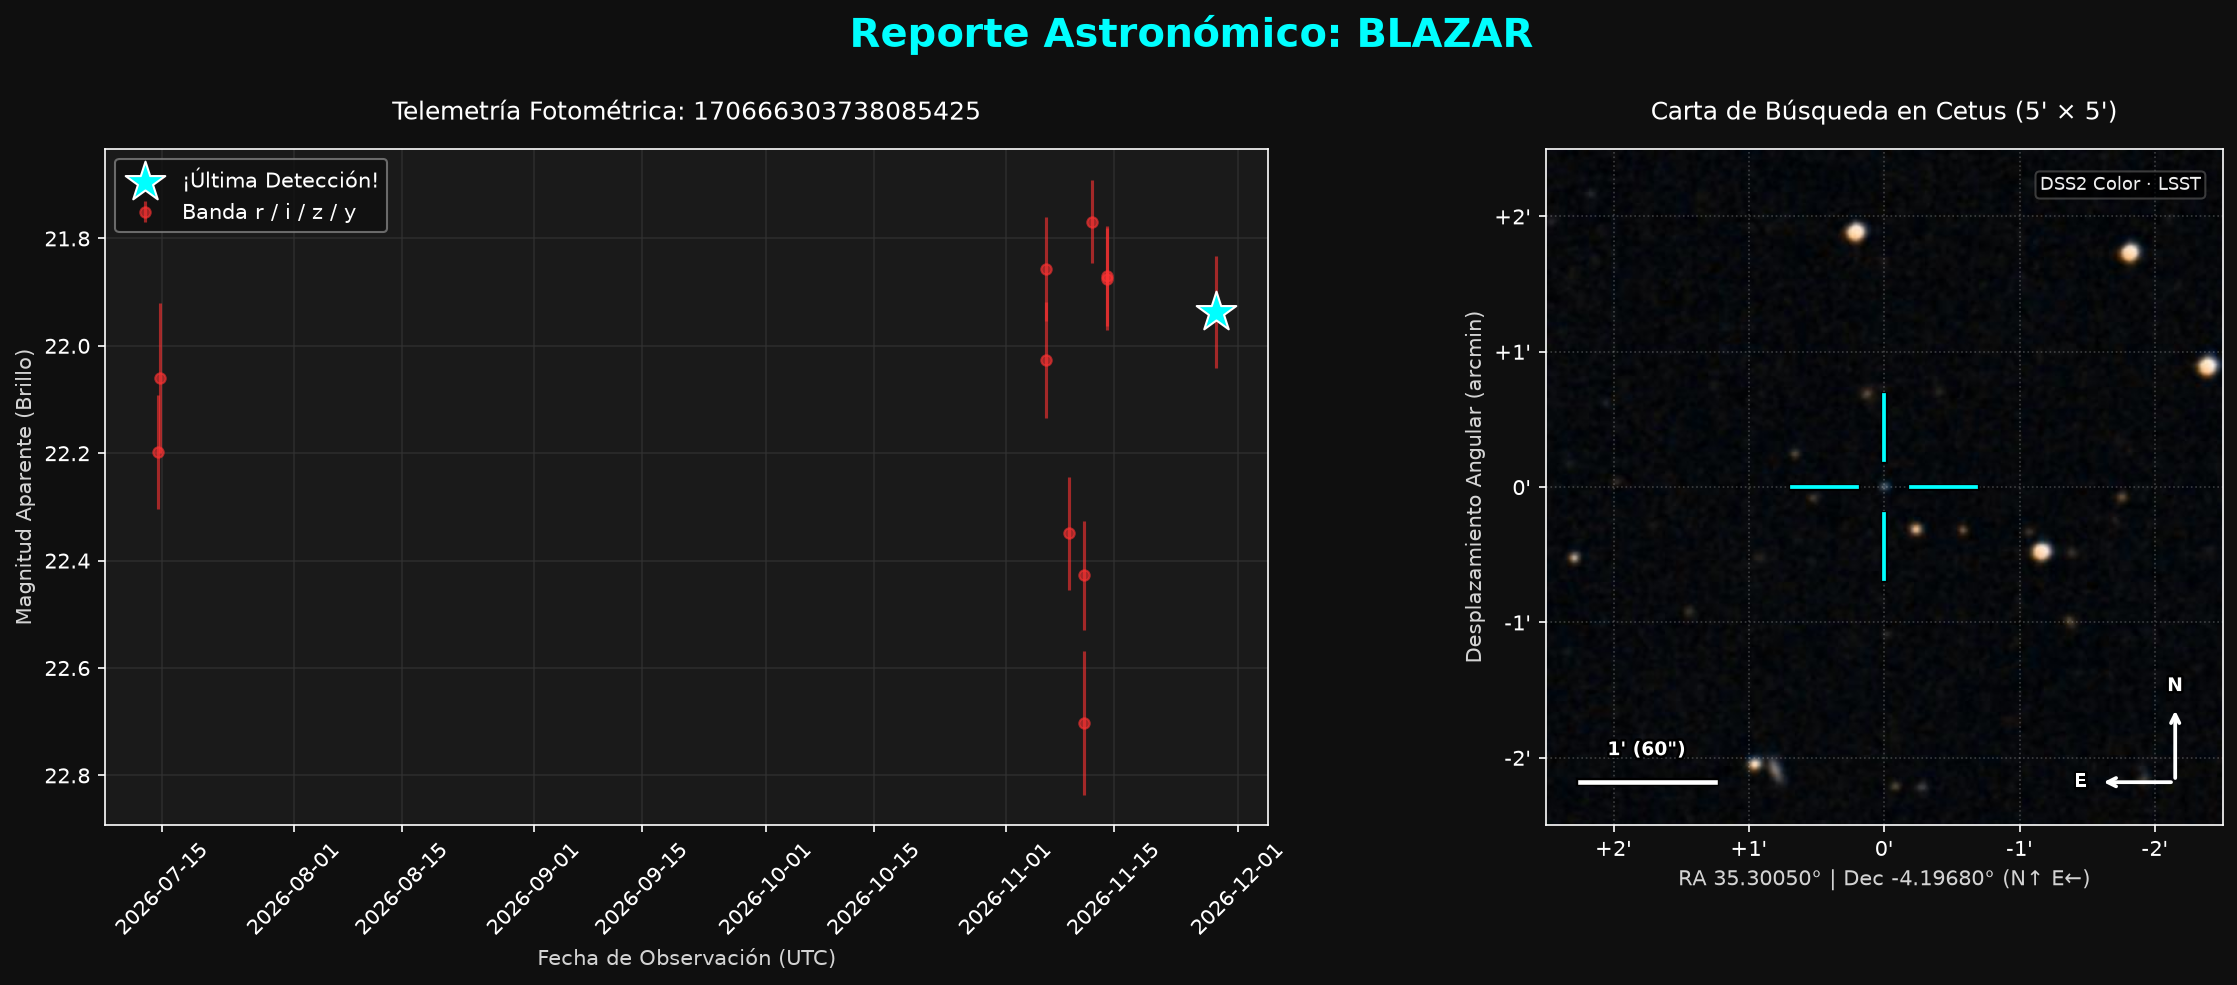 Reporte Astronómico: BLAZAR
Telemetría Fotométrica: 170666303738085425
¡Última Detección!
Banda r / i / z / y
Magnitud Aparente (Brillo)
21.8
22.0
22.2
22.4
22.6
22.8
2026-07-15
2026-08-01
2026-08-15
2026-09-01
2026-09-15
2026-10-01
2026-10-15
2026-11-01
2026-11-15
2026-12-01
Fecha de Observación (UTC)
Carta de Búsqueda en Cetus (5' × 5')
DSS2 Color · LSST
Desplazamiento Angular (arcmin)
+2'
+1'
0'
-1'
-2'
N
E
1' (60")
+2'
+1'
0'
-1'
-2'
RA 35.30050° | Dec -4.19680° (N↑ E←)